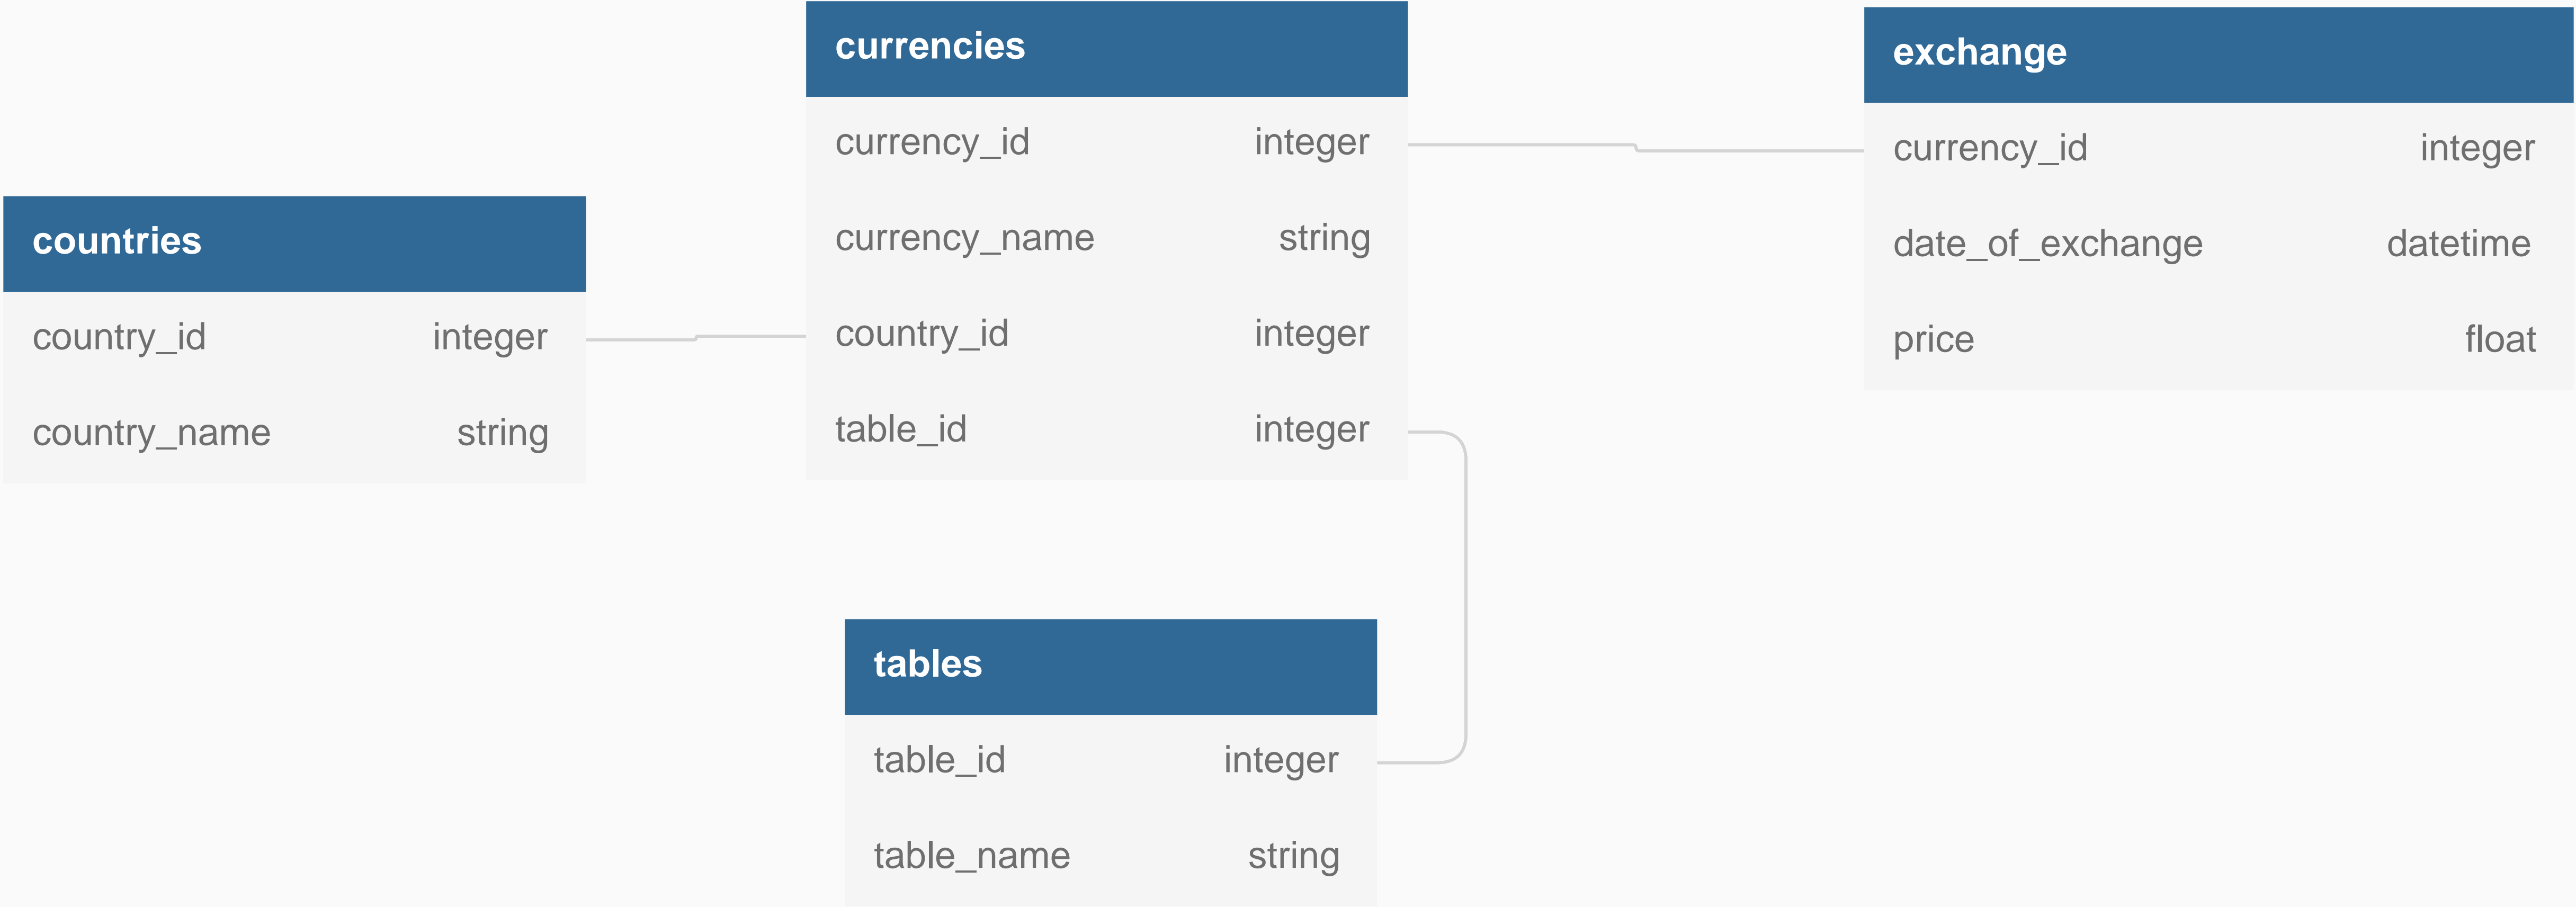 countries
country_id integer
country_name string
currencies
currency_id integer
currency_name string
country_id integer
table_id integer
exchange
currency_id integer
date_of_exchange datetime
price float
tables
table_id integer
table_name string